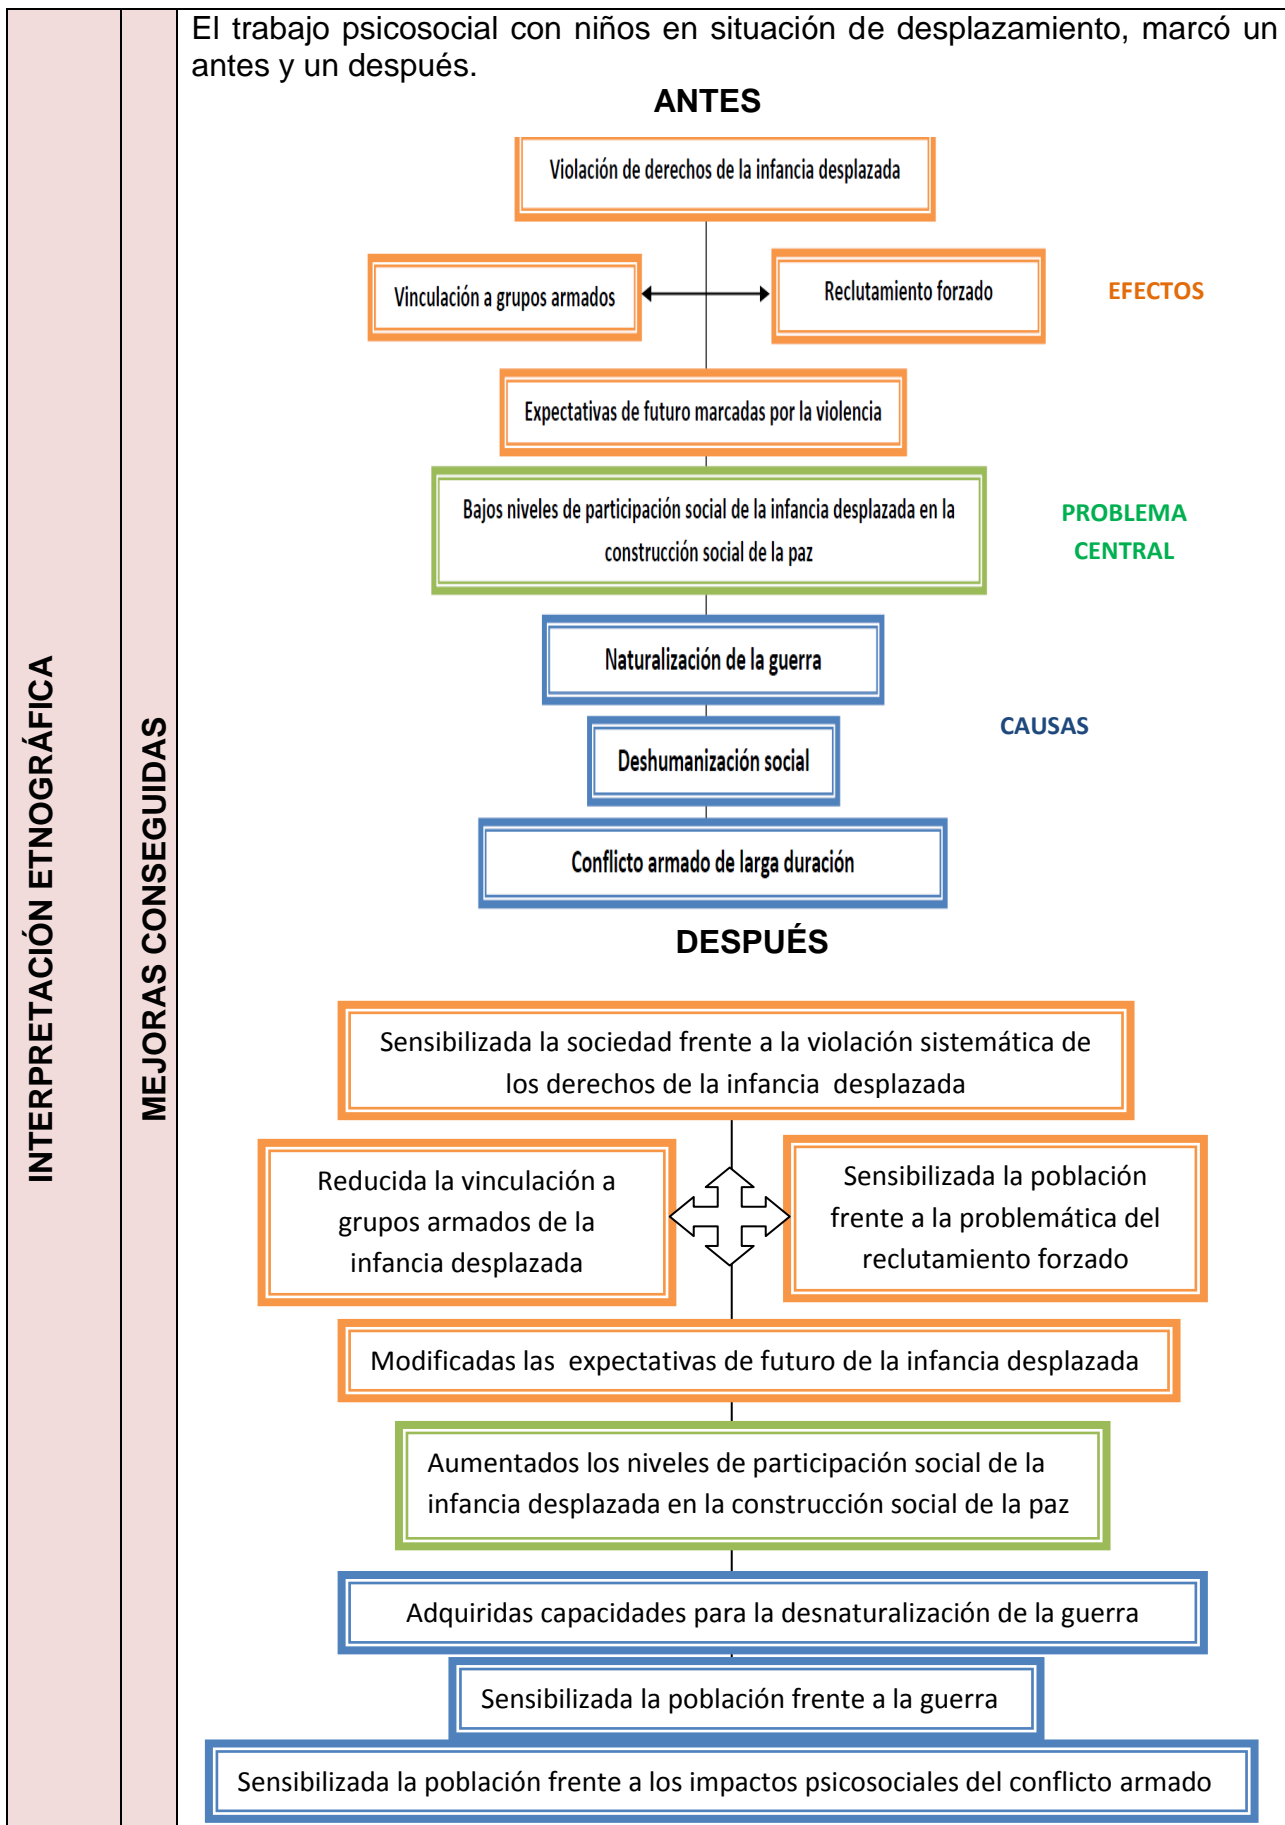 INTERPRETACIÓN ETNOGRÁFICA
MEJORAS CONSEGUIDAS
El trabajo psicosocial con niños en situación de desplazamiento, marcó un
antes y un después.
ANTES
Violación de derechos de la infancia desplazada
Vinculación a grupos armados
Reclutamiento forzado
EFECTOS
Expectativas de futuro marcadas por la violencia
Bajos niveles de participación social de la infancia desplazada en la
construcción social de la paz
PROBLEMA
CENTRAL
Naturalización de la guerra
CAUSAS
Deshumanización social
Conflicto armado de larga duración
DESPUÉS
Sensibilizada la sociedad frente a la violación sistemática de
los derechos de la infancia desplazada
Reducida la vinculación a
grupos armados de la
infancia desplazada
Sensibilizada la población
frente a la problemática del
reclutamiento forzado
Modificadas las expectativas de futuro de la infancia desplazada
Aumentados los niveles de participación social de la
infancia desplazada en la construcción social de la paz
Adquiridas capacidades para la desnaturalización de la guerra
Sensibilizada la población frente a la guerra
Sensibilizada la población frente a los impactos psicosociales del conflicto armado